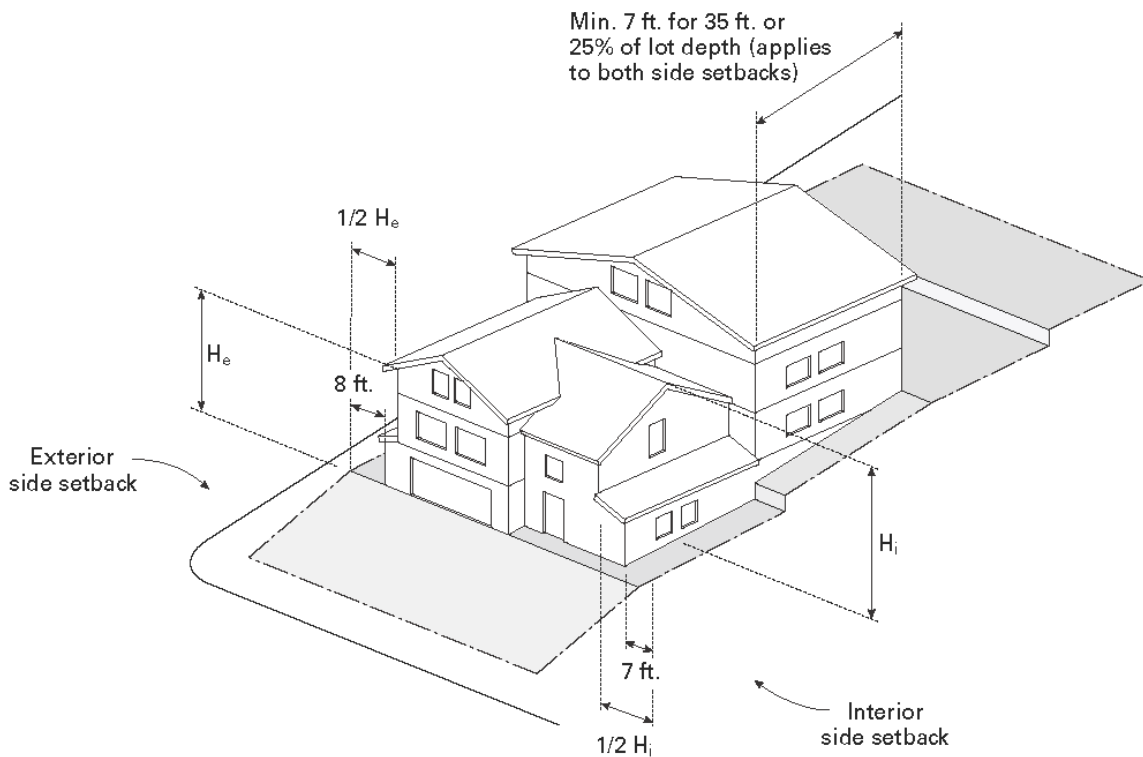 Min. 7 ft. for 35 ft. or
25% of lot depth (applies
to both side setbacks)
1/2 Hₑ
Hₑ
8 ft.
Exterior
side setback
Hᵢ
7 ft.
1/2 Hᵢ
Interior
side setback